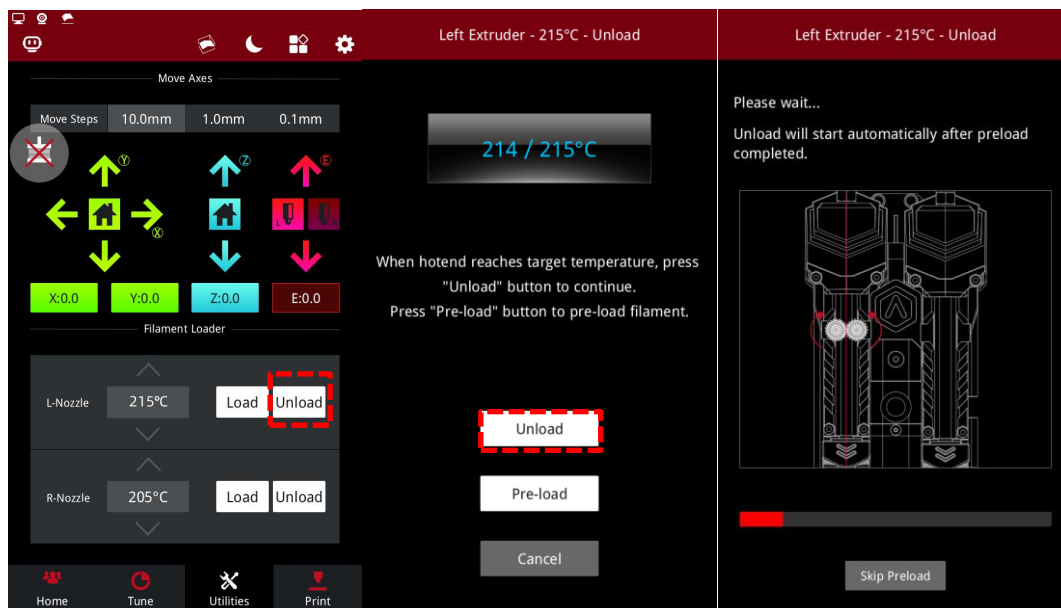 Move Axes
Move Steps 10.0mm 1.0mm 0.1mm
Y Z E
X
L
X:0.0 Y:0.0 Z:0.0 E:0.0
Filament Loader
L-Nozzle 215℃ Load Unload
R-Nozzle 205°C Load Unload
Home Tune Utilities Print
Left Extruder - 215°C - Unload
214 / 215°C
When hotend reaches target temperature, press
"Unload" button to continue.
Press "Pre-load" button to pre-load filament.
Unload
Pre-load
Cancel
Left Extruder - 215°C - Unload
Please wait...
Unload will start automatically after preload
completed.
Skip Preload